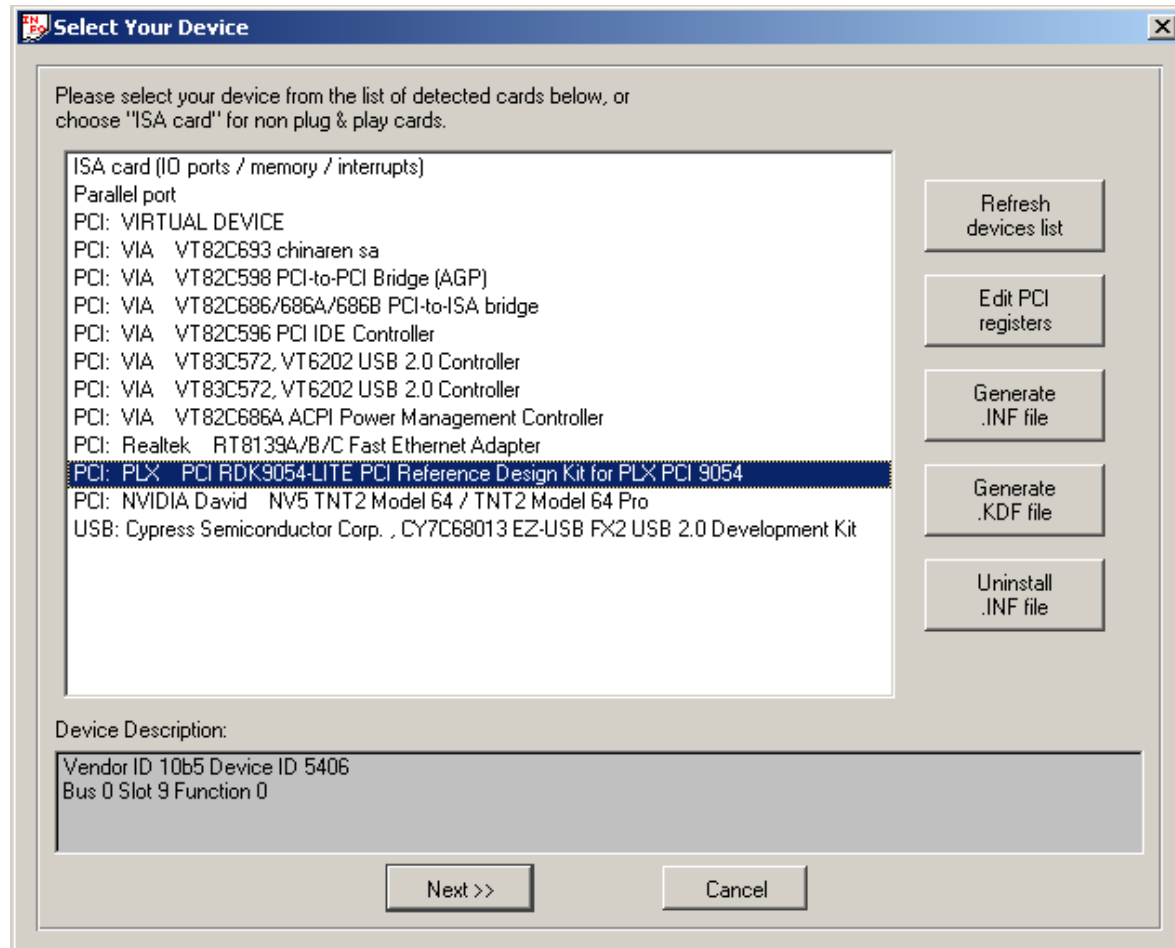 INFO
Select Your Device
Please select your device from the list of detected cards below, or
choose "ISA card" for non plug & play cards.
ISA card (IO ports / memory / interrupts)
Parallel port
PCI: VIRTUAL DEVICE
PCI: VIA VT82C693 chinaren sa
PCI: VIA VT82C598 PCI-to-PCI Bridge (AGP)
PCI: VIA VT82C686/686A/686B PCI-to-ISA bridge
PCI: VIA VT82C596 PCI IDE Controller
PCI: VIA VT83C572, VT6202 USB 2.0 Controller
PCI: VIA VT83C572, VT6202 USB 2.0 Controller
PCI: VIA VT82C686A ACPI Power Management Controller
PCI: Realtek RT8139A/B/C Fast Ethernet Adapter
PCI: PLX PCI RDK9054-LITE PCI Reference Design Kit for PLX PCI 9054
PCI: NVIDIA David NV5 TNT2 Model 64 / TNT2 Model 64 Pro
USB: Cypress Semiconductor Corp. , CY7C68013 EZ-USB FX2 USB 2.0 Development Kit
Refresh
devices list
Edit PCI
registers
Generate
.INF file
Generate
.KDF file
Uninstall
.INF file
Device Description:
Vendor ID 10b5 Device ID 5406
Bus 0 Slot 9 Function 0
Next >>
Cancel